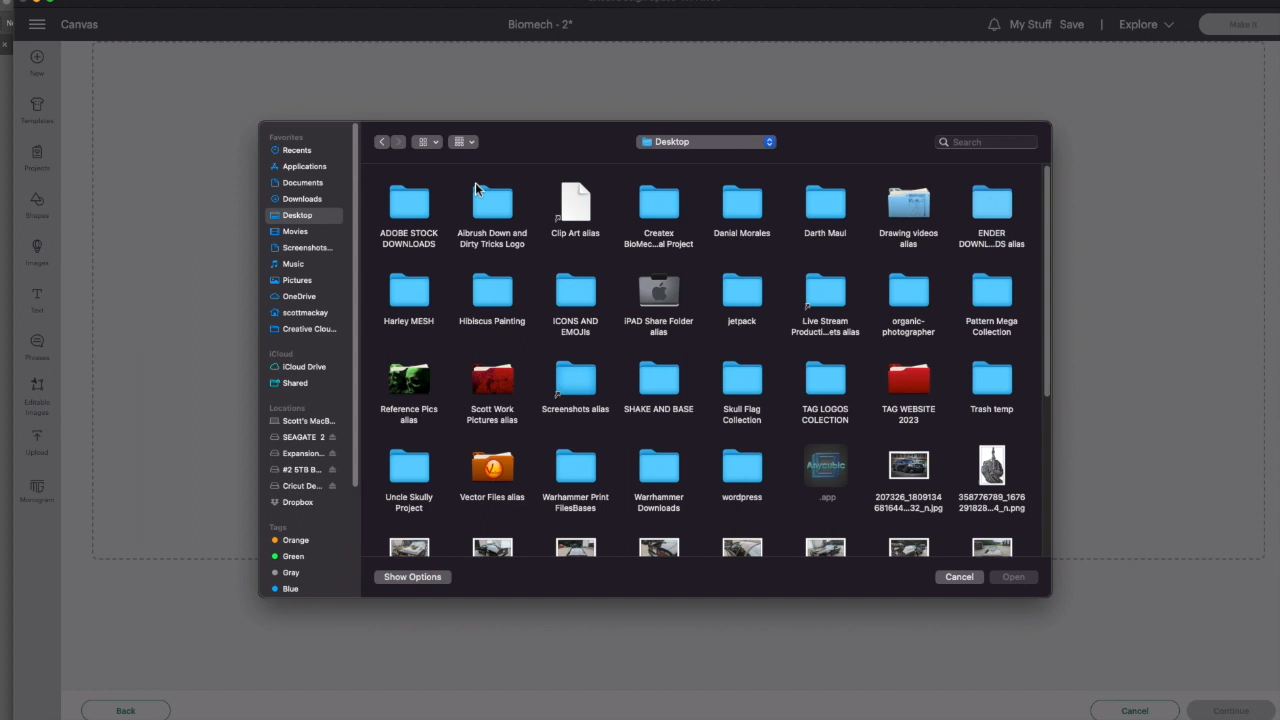 Canvas
Biomech - 2*
My Stuff
Save
|
Explore
Make It
New
Templates
Projects
Shapes
Images
Text
Phrases
Editable
Images
Upload
Monogram
Favorites
Recents
Applications
Documents
Downloads
Desktop
Movies
Screenshots...
Music
Pictures
OneDrive
scottmackay
Creative Clou...
iCloud
iCloud Drive
Shared
Locations
Scott's MacB...
SEAGATE 2
Expansion...
#2 5TB B...
Cricut De...
Dropbox
Tags
Orange
Green
Gray
Blue
Desktop
Search
ADOBE STOCK
DOWNLOADS
Aibrush Down and
Dirty Tricks Logo
Clip Art alias
Createx
BioMec...al Project
Danial Morales
Darth Maul
Drawing videos
alias
ENDER
DOWNL...DS alias
Harley MESH
Hibiscus Painting
ICONS AND
EMOJIs
iPAD Share Folder
alias
jetpack
Live Stream
Producti...ets alias
organic-
photographer
Pattern Mega
Collection
Reference Pics
alias
Scott Work
Pictures alias
Screenshots alias
SHAKE AND BASE
Skull Flag
Collection
TAG LOGOS
COLECTION
TAG WEBSITE
2023
Trash temp
Uncle Skully
Project
Vector Files alias
Warhammer Print
FilesBases
Warrhammer
Downloads
wordpress
Anycubic
.app
207326_1809134
681644...32_n.jpg
358776789_1676
291828...4_n.png
Show Options
Cancel
Open
Back
Cancel
Continue